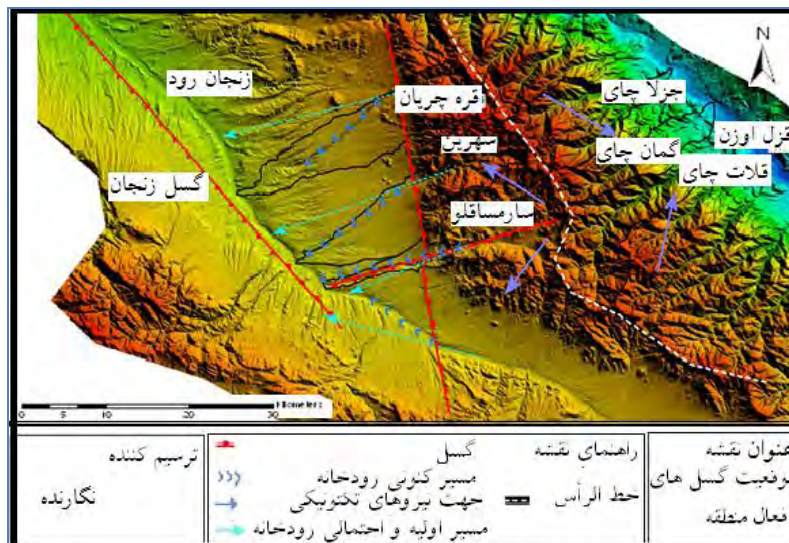 N
زنجان رود
قره چریان
جزلا چای
قزل اوزن
گمان چای
سهرین
قلات چای
گسل زنجان
سارمساقلو
Kilometers
0 5 10 20 30
عنوان نقشه
موقعیت گسل های
فعال منطقه
راهنمای نقشه
خط الرأس
گسل
مسیر کنونی رودخانه
جهت نیروهای تکتونیکی
مسیر اولیه و احتمالی رودخانه
ترسیم کننده
نگارنده